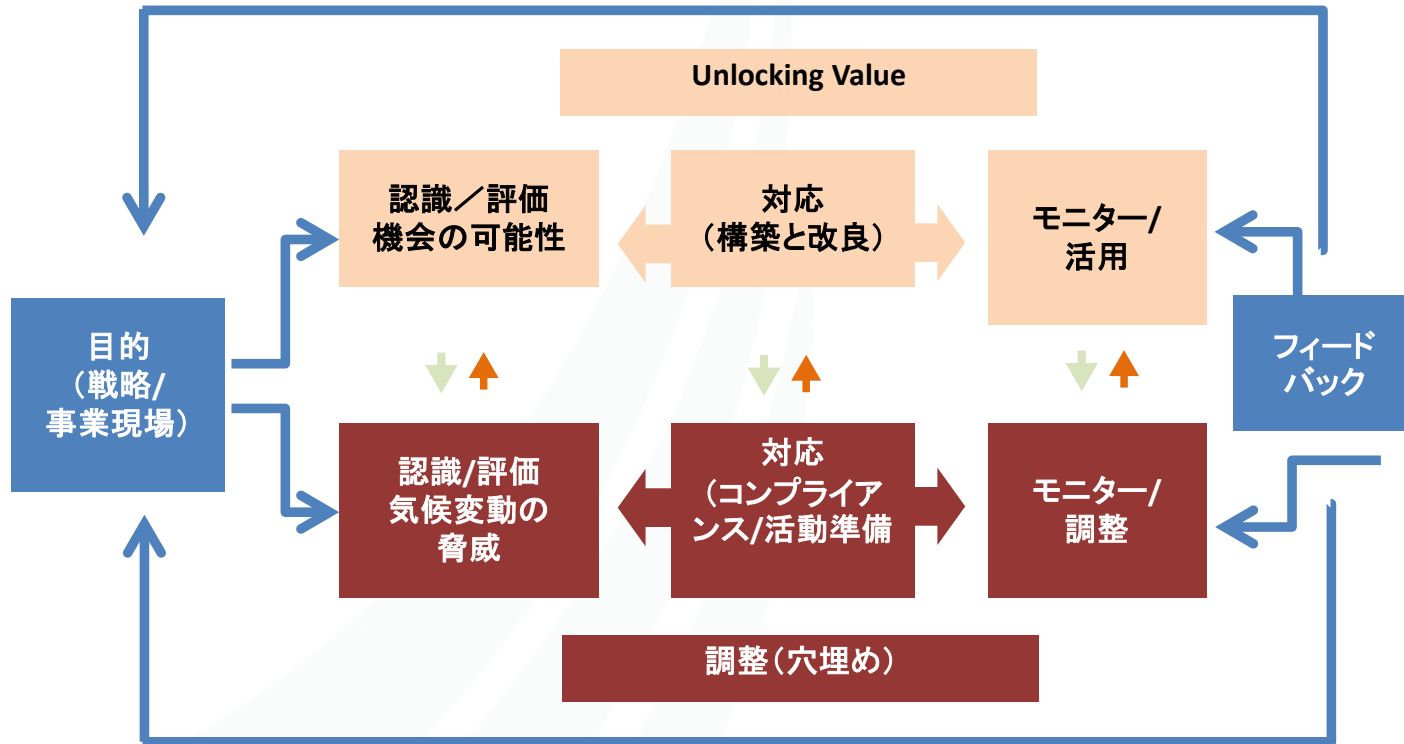 Unlocking Value
認識／評価
機会の可能性
対応
（構築と改良）
モニター/
活用
目的
（戦略/
事業現場）
フィード
バック
認識/評価
気候変動の
脅威
対応
（コンプライア
ンス/活動準備
モニター/
調整
調整（穴埋め）